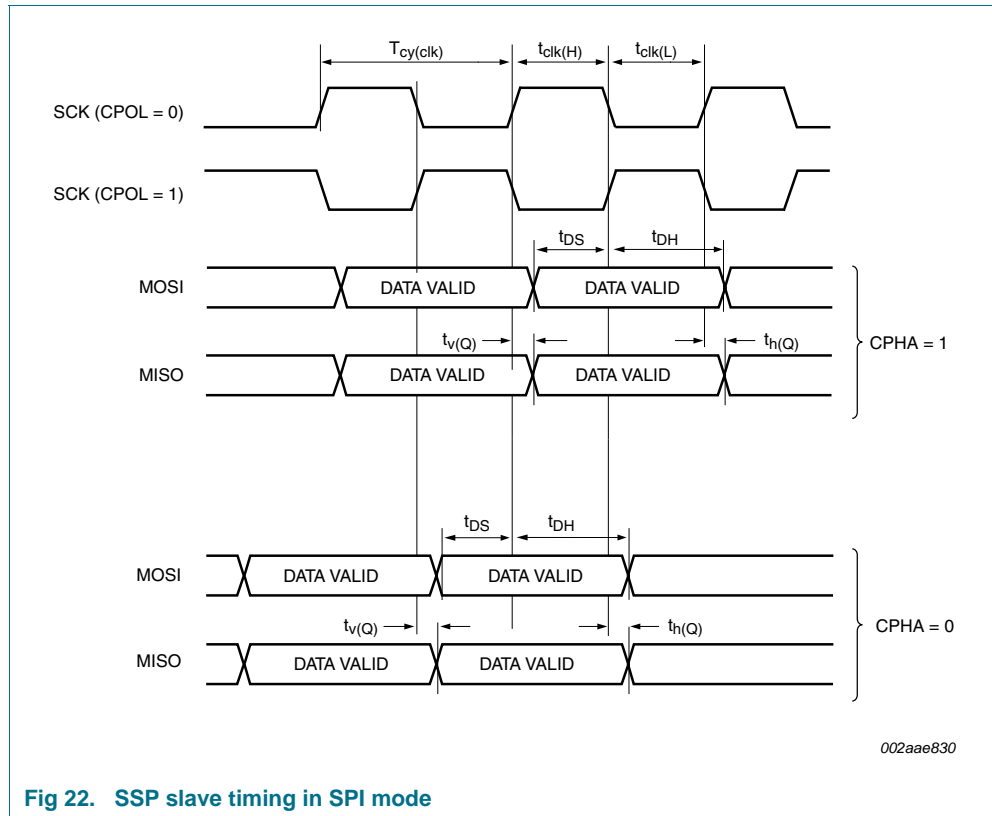 Tcy(clk) tclk(H) tclk(L)
SCK (CPOL = 0)
SCK (CPOL = 1)
tDS tDH
MOSI DATA VALID DATA VALID
tv(Q) th(Q)
CPHA = 1
MISO DATA VALID DATA VALID
tDS tDH
MOSI DATA VALID DATA VALID
tv(Q) th(Q)
CPHA = 0
MISO DATA VALID DATA VALID
002aae830
Fig 22. SSP slave timing in SPI mode